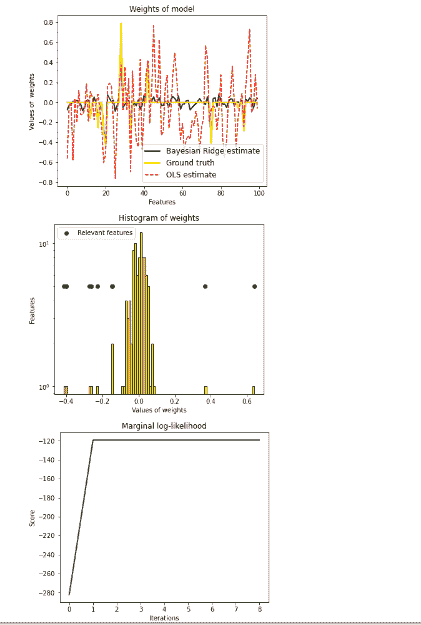 Weights of model
0.8
0.6
0.4
0.2
0.0
−0.2
−0.4
−0.6
−0.8
Values of weights
Bayesian Ridge estimate
Ground truth
OLS estimate
0 20 40 60 80 100
Features
Histogram of weights
Relevant features
10¹
10⁰
Features
−0.4 −0.2 0.0 0.2 0.4 0.6
Values of weights
Marginal log-likelihood
−120
−140
−160
−180
−200
−220
−240
−260
−280
Score
0 1 2 3 4 5 6 7 8
Iterations